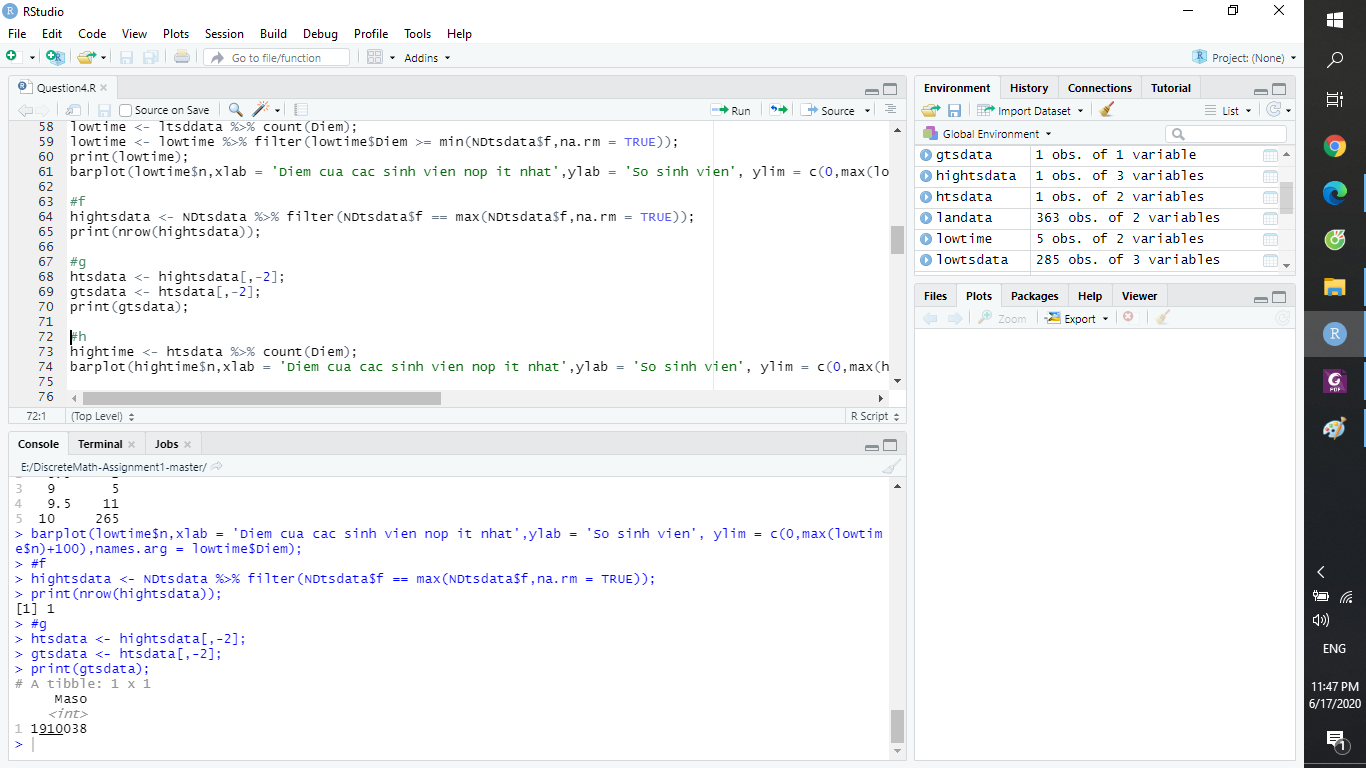 RStudio
File Edit Code View Plots Session Build Debug Profile Tools Help
Go to file/function Addins Project: (None)
Question4.R
Source on Save Run Source
58 lowtime <- ltsddata %>% count(Diem);
59 lowtime <- lowtime %>% filter(lowtime$Diem >= min(NDtsdata$f,na.rm = TRUE));
60 print(lowtime);
61 barplot(lowtime$n,xlab = 'Diem cua cac sinh vien nop it nhat',ylab = 'So sinh vien', ylim = c(0,max(lo
62
63 #f
64 hightsdata <- NDtsdata %>% filter(NDtsdata$f == max(NDtsdata$f,na.rm = TRUE));
65 print(nrow(hightsdata));
66
67 #g
68 htsdata <- hightsdata[,-2];
69 gtsdata <- htsdata[,-2];
70 print(gtsdata);
71
72 #h
73 hightime <- htsdata %>% count(Diem);
74 barplot(hightime$n,xlab = 'Diem cua cac sinh vien nop it nhat',ylab = 'So sinh vien', ylim = c(0,max(h
75
76
72:1 (Top Level) R Script
Console Terminal Jobs
E:/DiscreteMath-Assignment1-master/
3 9 5
4 9.5 11
5 10 265
> barplot(lowtime$n,xlab = 'Diem cua cac sinh vien nop it nhat',ylab = 'So sinh vien', ylim = c(0,max(lowtim
e$n)+100),names.arg = lowtime$Diem);
> #f
> hightsdata <- NDtsdata %>% filter(NDtsdata$f == max(NDtsdata$f,na.rm = TRUE));
> print(nrow(hightsdata));
[1] 1
> #g
> htsdata <- hightsdata[,-2];
> gtsdata <- htsdata[,-2];
> print(gtsdata);
# A tibble: 1 x 1
Maso
<int>
1 1910038
>
Environment History Connections Tutorial
Import Dataset List
Global Environment
gtsdata 1 obs. of 1 variable
hightsdata 1 obs. of 3 variables
htsdata 1 obs. of 2 variables
landata 363 obs. of 2 variables
lowtime 5 obs. of 2 variables
lowtsdata 285 obs. of 3 variables
Files Plots Packages Help Viewer
Zoom Export
PDF
ENG
11:47 PM
6/17/2020
1